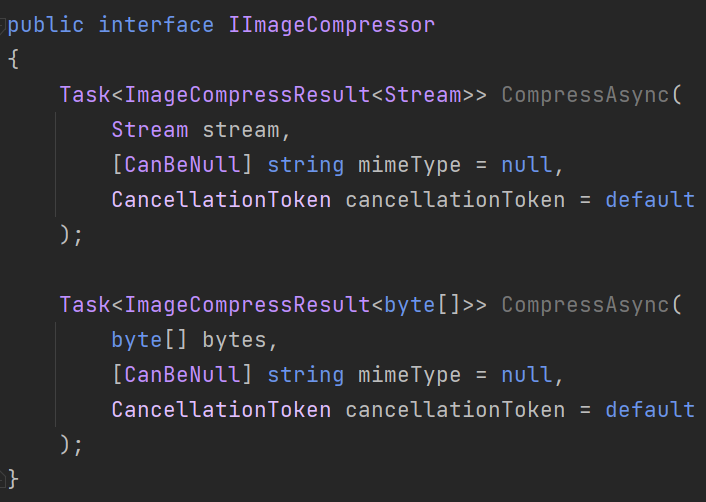 public interface IImageCompressor
{
    Task<ImageCompressResult<Stream>> CompressAsync(
        Stream stream,
        [CanBeNull] string mimeType = null,
        CancellationToken cancellationToken = default
    );

    Task<ImageCompressResult<byte[]>> CompressAsync(
        byte[] bytes,
        [CanBeNull] string mimeType = null,
        CancellationToken cancellationToken = default
    );
}